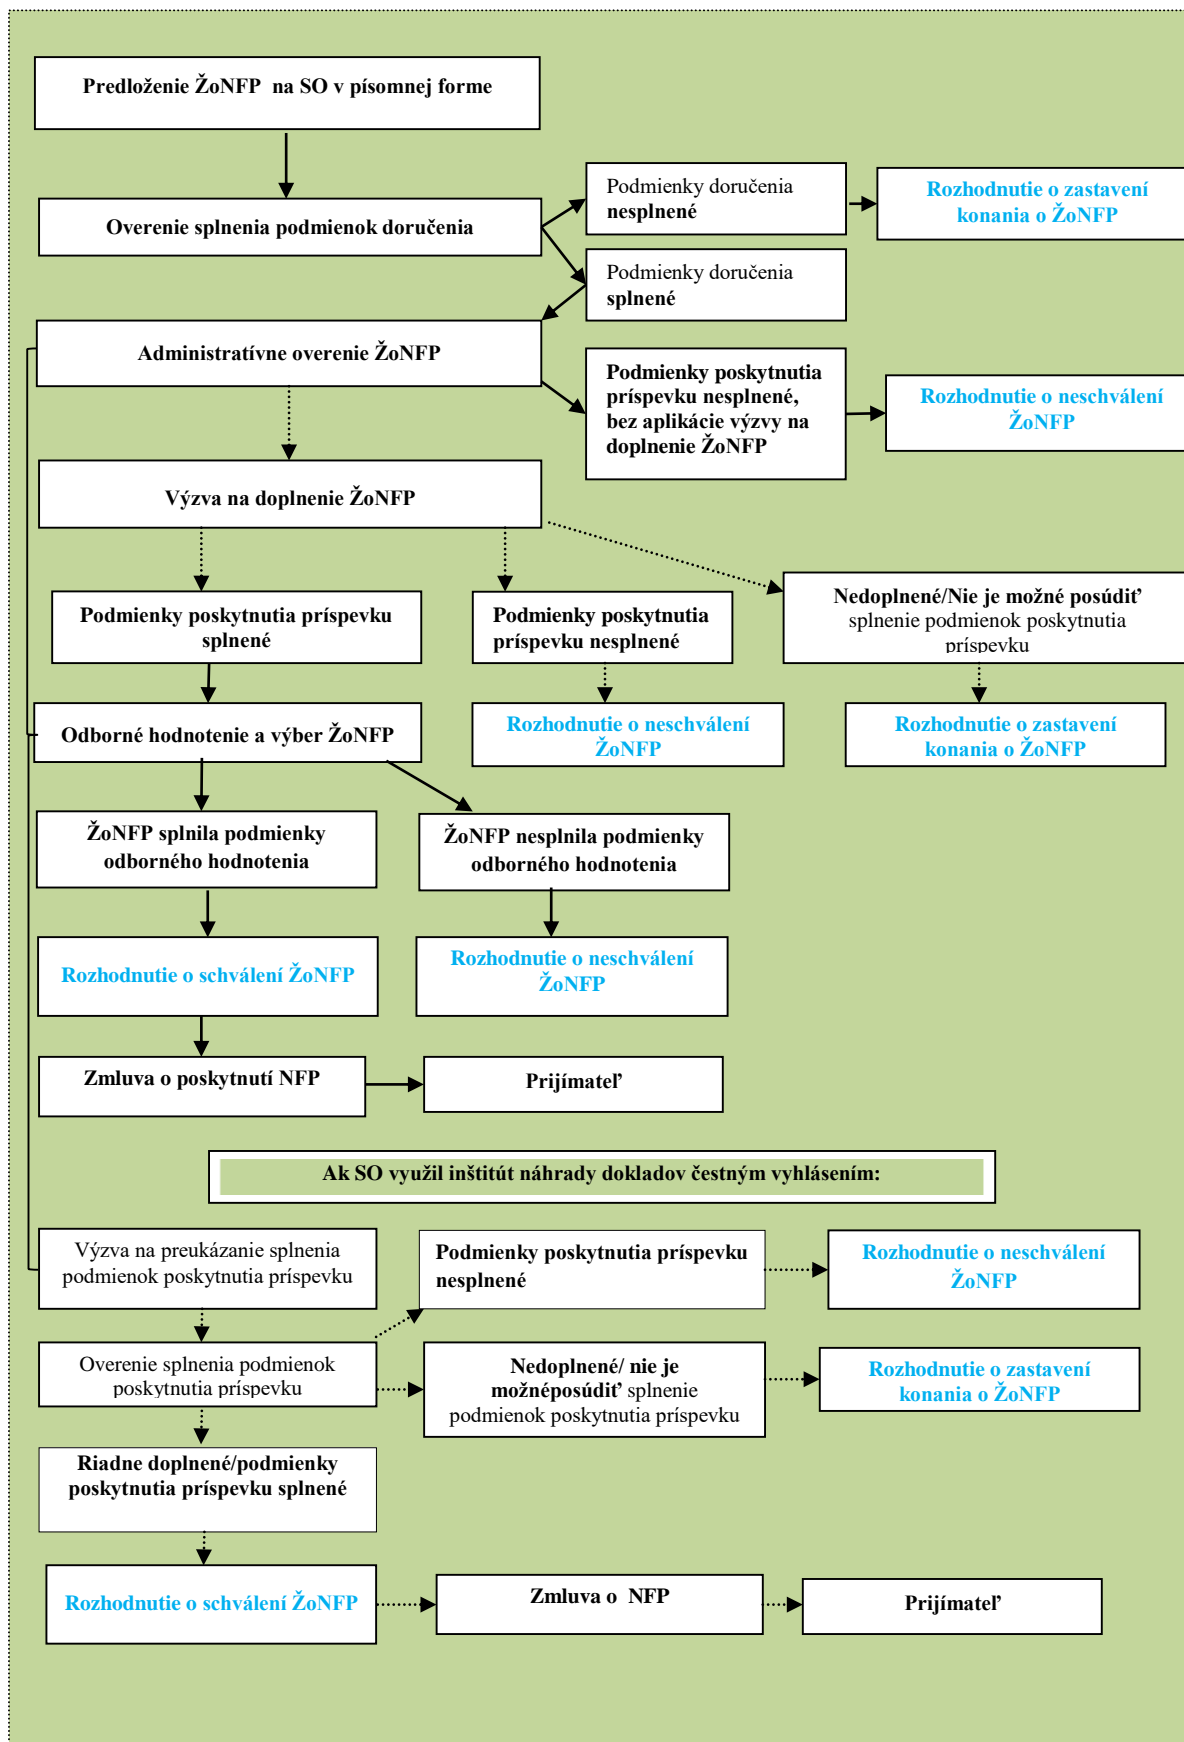 Predloženie ŽoNFP na SO v písomnej forme
Podmienky doručenia
nesplnené
Rozhodnutie o zastavení
konania o ŽoNFP
Overenie splnenia podmienok doručenia
Podmienky doručenia
splnené
Administratívne overenie ŽoNFP
Podmienky poskytnutia
príspevku nesplnené,
bez aplikácie výzvy na
doplnenie ŽoNFP
Rozhodnutie o neschválení
ŽoNFP
Výzva na doplnenie ŽoNFP
Podmienky poskytnutia príspevku
splnené
Podmienky poskytnutia
príspevku nesplnené
Nedoplnené/Nie je možné posúdiť
splnenie podmienok poskytnutia
príspevku
Odborné hodnotenie a výber ŽoNFP
Rozhodnutie o neschválení
ŽoNFP
Rozhodnutie o zastavení
konania o ŽoNFP
ŽoNFP splnila podmienky
odborného hodnotenia
ŽoNFP nesplnila podmienky
odborného hodnotenia
Rozhodnutie o schválení ŽoNFP
Rozhodnutie o neschválení
ŽoNFP
Zmluva o poskytnutí NFP
Prijímateľ
Ak SO využil inštitút náhrady dokladov čestným vyhlásením:
Výzva na preukázanie splnenia
podmienok poskytnutia príspevku
Podmienky poskytnutia príspevku
nesplnené
Rozhodnutie o neschválení
ŽoNFP
Overenie splnenia podmienok
poskytnutia príspevku
Nedoplnené/ nie je
možnéposúdiť splnenie
podmienok poskytnutia príspevku
Rozhodnutie o zastavení
konania o ŽoNFP
Riadne doplnené/podmienky
poskytnutia príspevku splnené
Rozhodnutie o schválení ŽoNFP
Zmluva o NFP
Prijímateľ